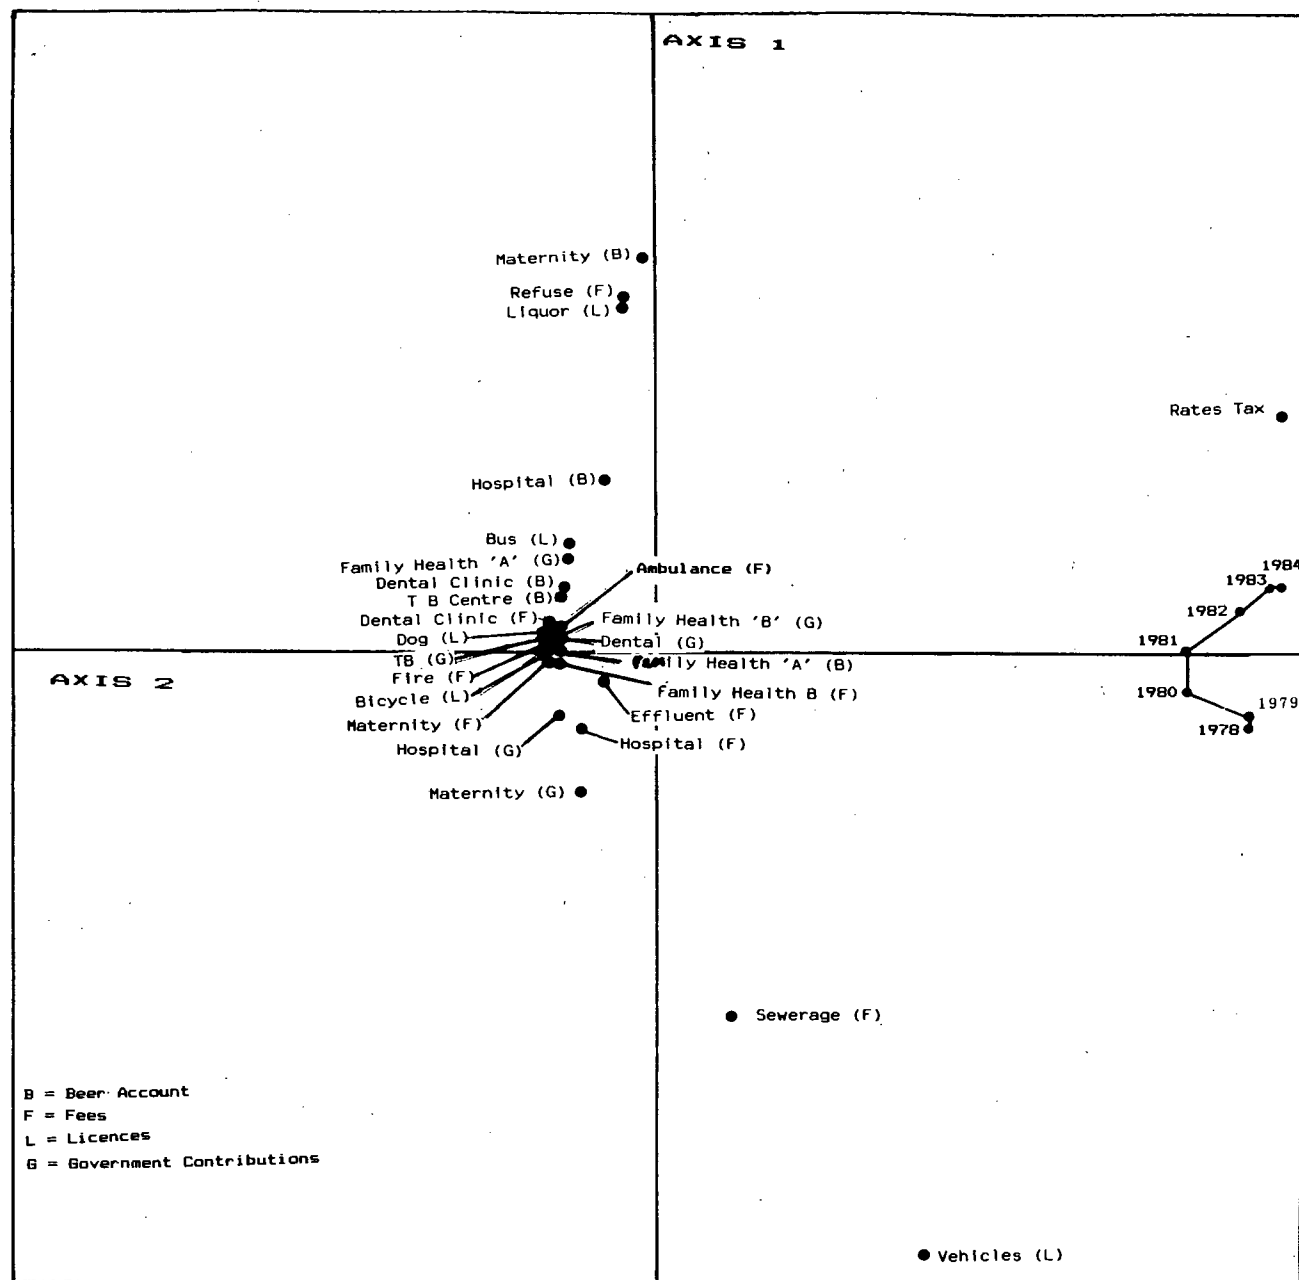 AXIS 1
Maternity (B)
Refuse (F)
Liquor (L)
Rates Tax
Hospital (B)
Bus (L)
Family Health 'A' (G)
Ambulance (F)
Dental Clinic (B)
T B Centre (B)
1984
1983
1982
Dental Clinic (F)
Family Health 'B' (G)
Dog (L)
Dental (G)
1981
TB (G)
Family Health 'A' (B)
AXIS 2
Fire (F)
Bicycle (L)
Family Health B (F)
1980
1979
Maternity (F)
Effluent (F)
1978
Hospital (G)
Hospital (F)
Maternity (G)
Sewerage (F)
B = Beer Account
F = Fees
L = Licences
G = Government Contributions
Vehicles (L)